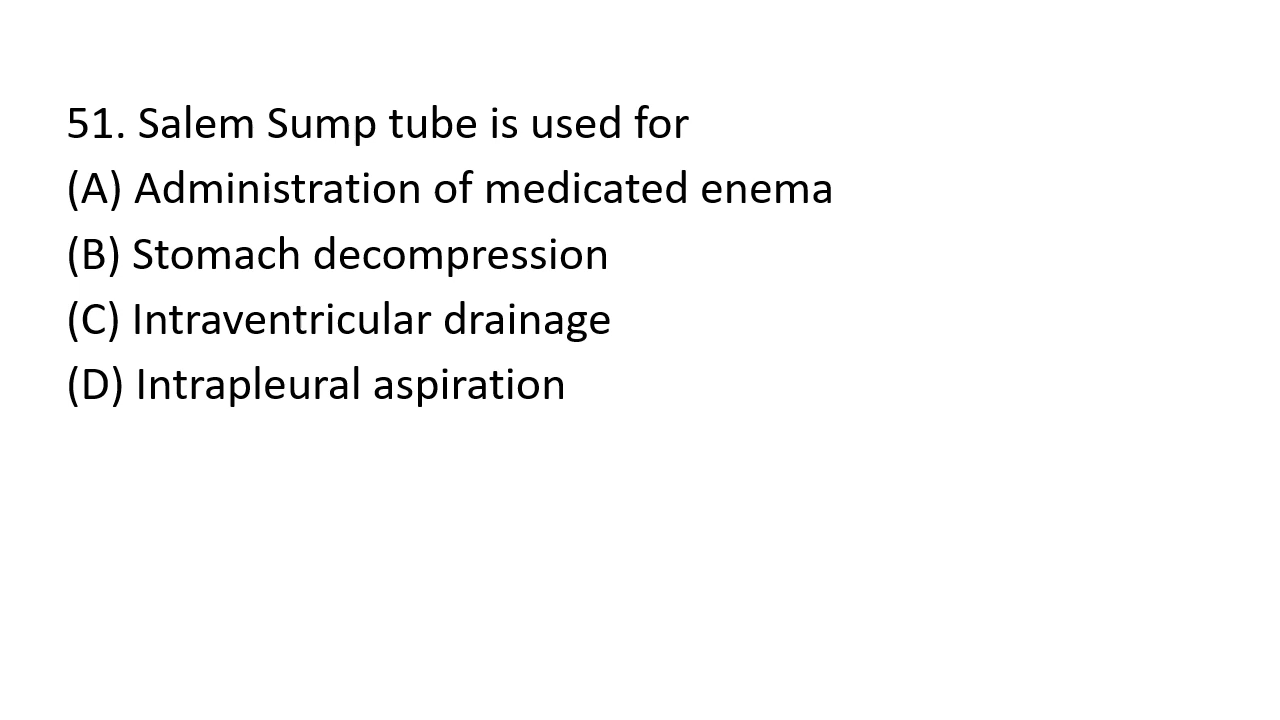 51. Salem Sump tube is used for
(A) Administration of medicated enema
(B) Stomach decompression
(C) Intraventricular drainage
(D) Intrapleural aspiration